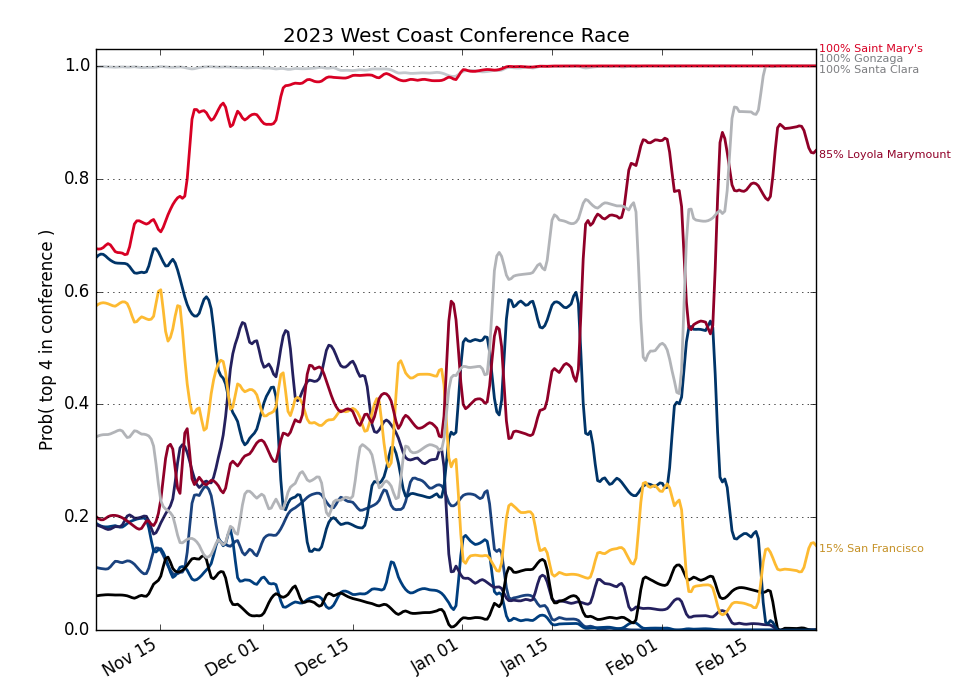 2023 West Coast Conference Race
1.0
0.8
0.6
0.4
0.2
0.0
Prob( top 4 in conference )
100% Saint Mary's
100% Gonzaga
100% Santa Clara
85% Loyola Marymount
15% San Francisco
Nov 15
Dec 01
Dec 15
Jan 01
Jan 15
Feb 01
Feb 15